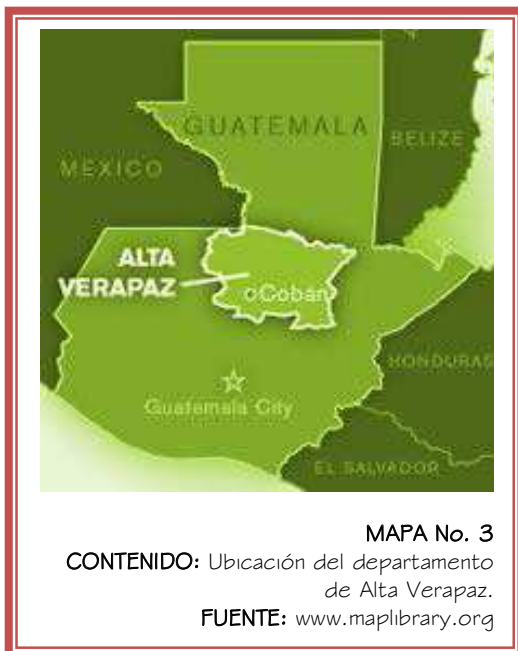 GUATEMALA
BELIZE
MEXICO
ALTA
VERAPAZ
Cobán
HONDURAS
Guatemala City
EL SALVADOR
MAPA No. 3
CONTENIDO: Ubicación del departamento
de Alta Verapaz.
FUENTE: www.maplibrary.org